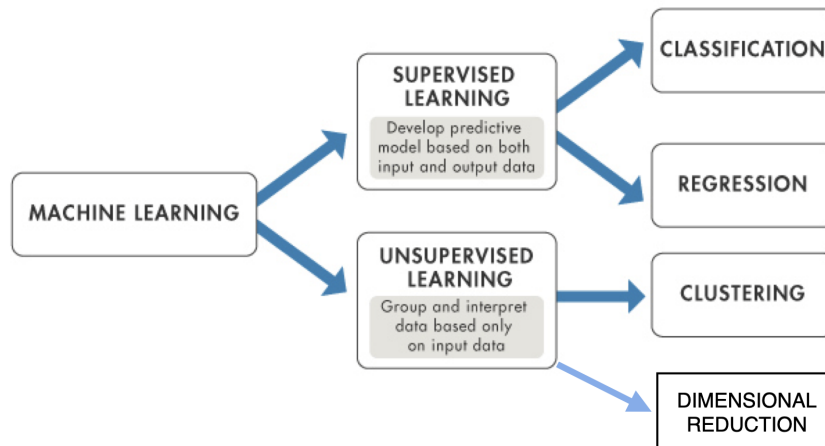 MACHINE LEARNING
SUPERVISED
LEARNING
Develop predictive
model based on both
input and output data
CLASSIFICATION
REGRESSION
UNSUPERVISED
LEARNING
Group and interpret
data based only
on input data
CLUSTERING
DIMENSIONAL
REDUCTION